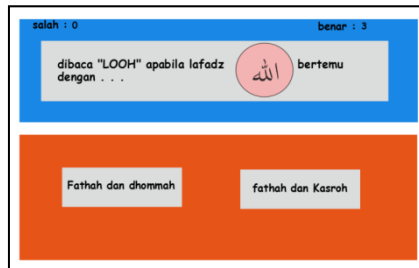 salah : 0 benar : 3
dibaca "LOOH" apabila lafadz الله bertemu
dengan . . .
Fathah dan dhommah fathah dan Kasroh